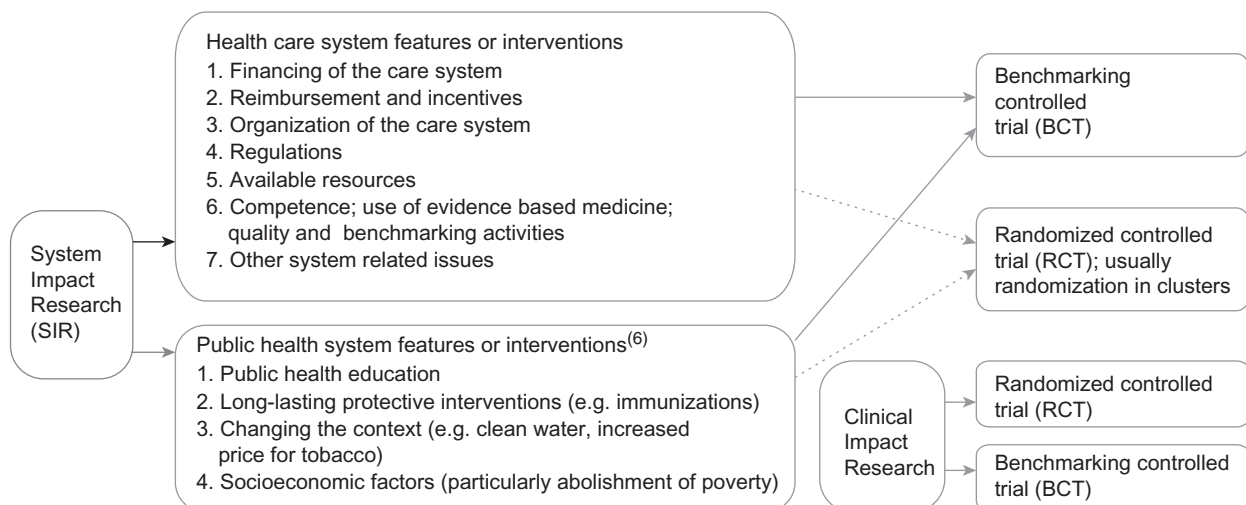 System
Impact
Research
(SIR)
Health care system features or interventions
1. Financing of the care system
2. Reimbursement and incentives
3. Organization of the care system
4. Regulations
5. Available resources
6. Competence; use of evidence based medicine;
quality and benchmarking activities
7. Other system related issues
Public health system features or interventions(6)
1. Public health education
2. Long-lasting protective interventions (e.g. immunizations)
3. Changing the context (e.g. clean water, increased
price for tobacco)
4. Socioeconomic factors (particularly abolishment of poverty)
Benchmarking
controlled
trial (BCT)
Randomized controlled
trial (RCT); usually
randomization in clusters
Clinical
Impact
Research
Randomized controlled
trial (RCT)
Benchmarking controlled
trial (BCT)